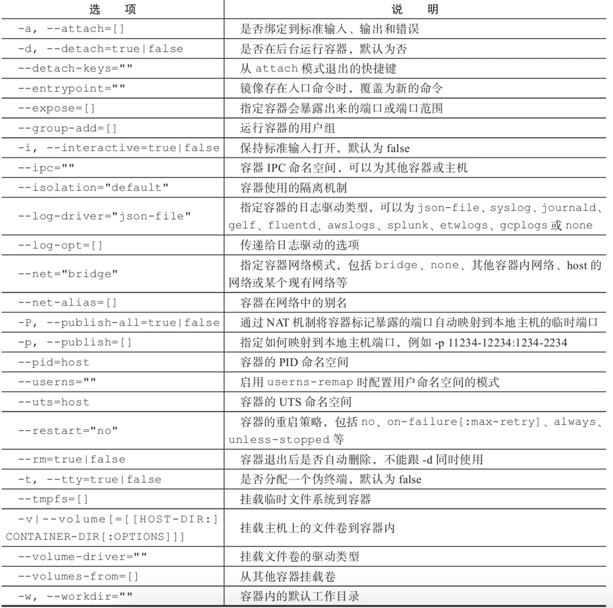 选 项 说 明
-a, --attach=[] 是否绑定到标准输入、输出和错误
-d, --detach=true|false 是否在后台运行容器，默认为否
--detach-keys="" 从 attach 模式退出的快捷键
--entrypoint="" 镜像存在入口命令时，覆盖为新的命令
--expose=[] 指定容器会暴露出来的端口或端口范围
--group-add=[] 运行容器的用户组
-i, --interactive=true|false 保持标准输入打开，默认为 false
--ipc="" 容器 IPC 命名空间，可以为其他容器或主机
--isolation="default" 容器使用的隔离机制
--log-driver="json-file" 指定容器的日志驱动类型，可以为 json-file、syslog、journald、
gelf、fluentd、awslogs、splunk、etwlogs、gcplogs 或 none
--log-opt=[] 传递给日志驱动的选项
--net="bridge" 指定容器网络模式，包括 bridge、none、其他容器内网络、host 的
网络或某个现有网络等
--net-alias=[] 容器在网络中的别名
-P, --publish-all=true|false 通过 NAT 机制将容器标记暴露的端口自动映射到本地主机的临时端口
-p, --publish=[] 指定如何映射到本地主机端口，例如 -p 11234-12234:1234-2234
--pid=host 容器的 PID 命名空间
--userns="" 启用 userns-remap 时配置用户命名空间的模式
--uts=host 容器的 UTS 命名空间
--restart="no" 容器的重启策略，包括 no、on-failure[:max-retry]、always、
unless-stopped 等
--rm=true|false 容器退出后是否自动删除，不能跟 -d 同时使用
-t, --tty=true|false 是否分配一个伪终端，默认为 false
--tmpfs=[] 挂载临时文件系统到容器
-v|--volume[=[[HOST-DIR:]
CONTAINER-DIR[:OPTIONS]]] 挂载主机上的文件卷到容器内
--volume-driver="" 挂载文件卷的驱动类型
--volumes-from=[] 从其他容器挂载卷
-w, --workdir="" 容器内的默认工作目录